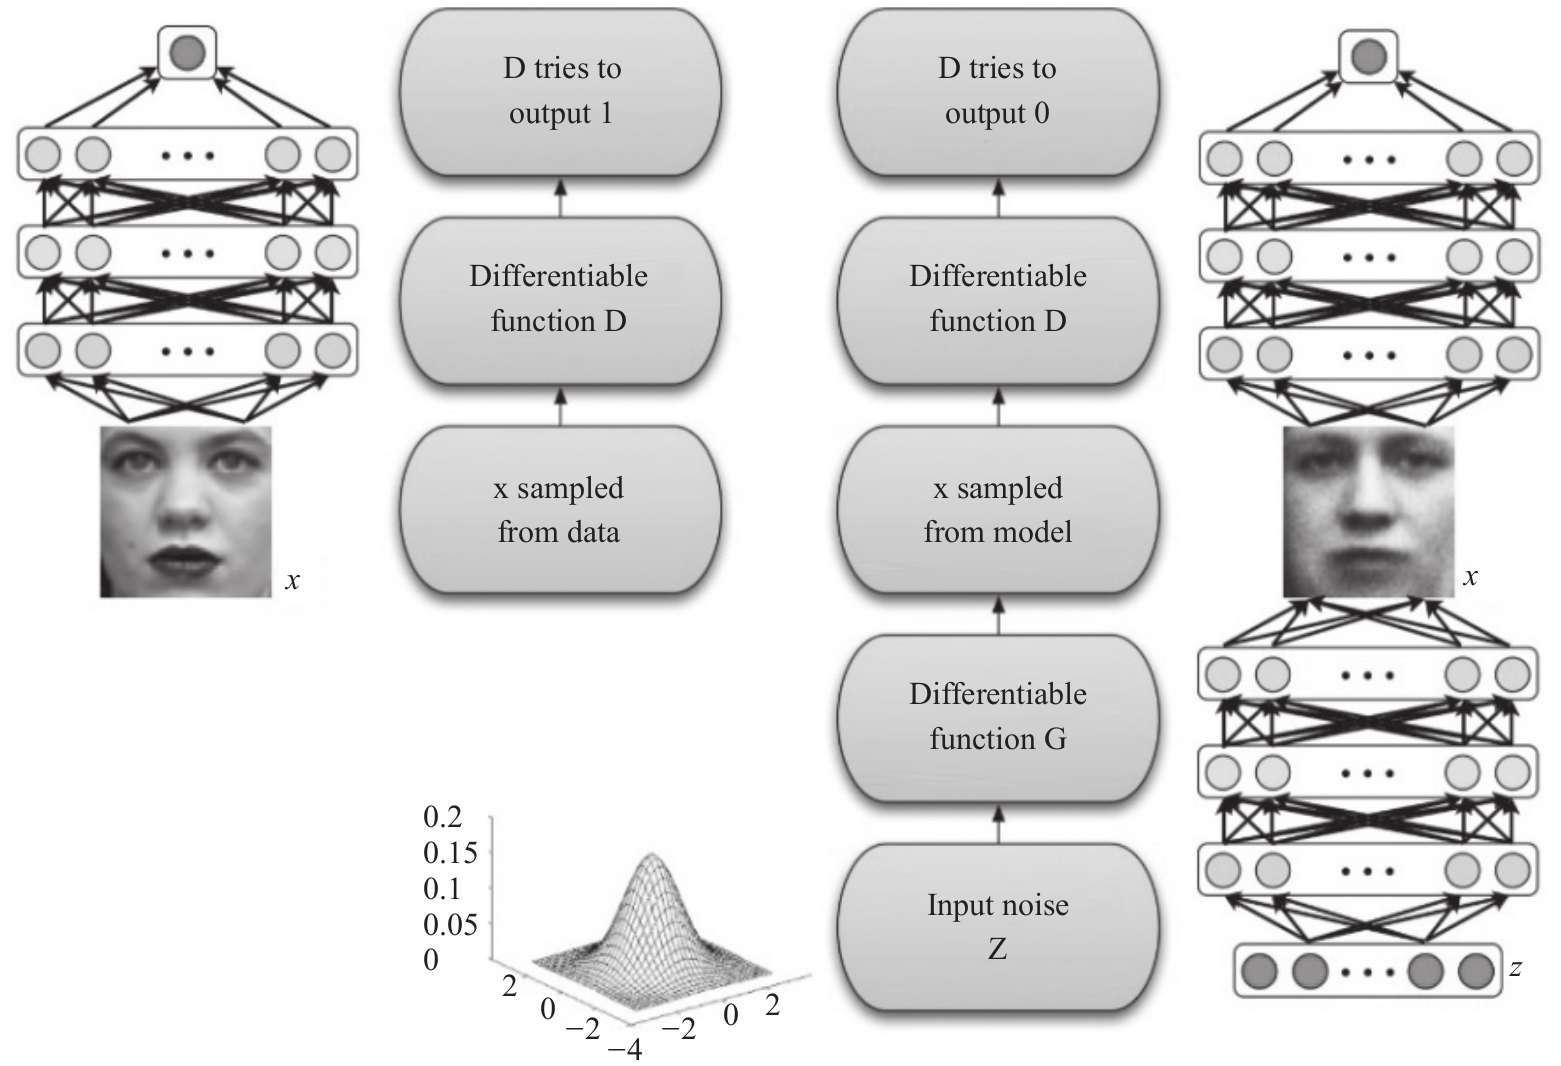 D tries to
output 1
D tries to
output 0
Differentiable
function D
Differentiable
function D
x sampled
from data
x sampled
from model
x
x
Differentiable
function G
Input noise
Z
z
0.2
0.15
0.1
0.05
0
2
0
−2
−4
−2
0
2